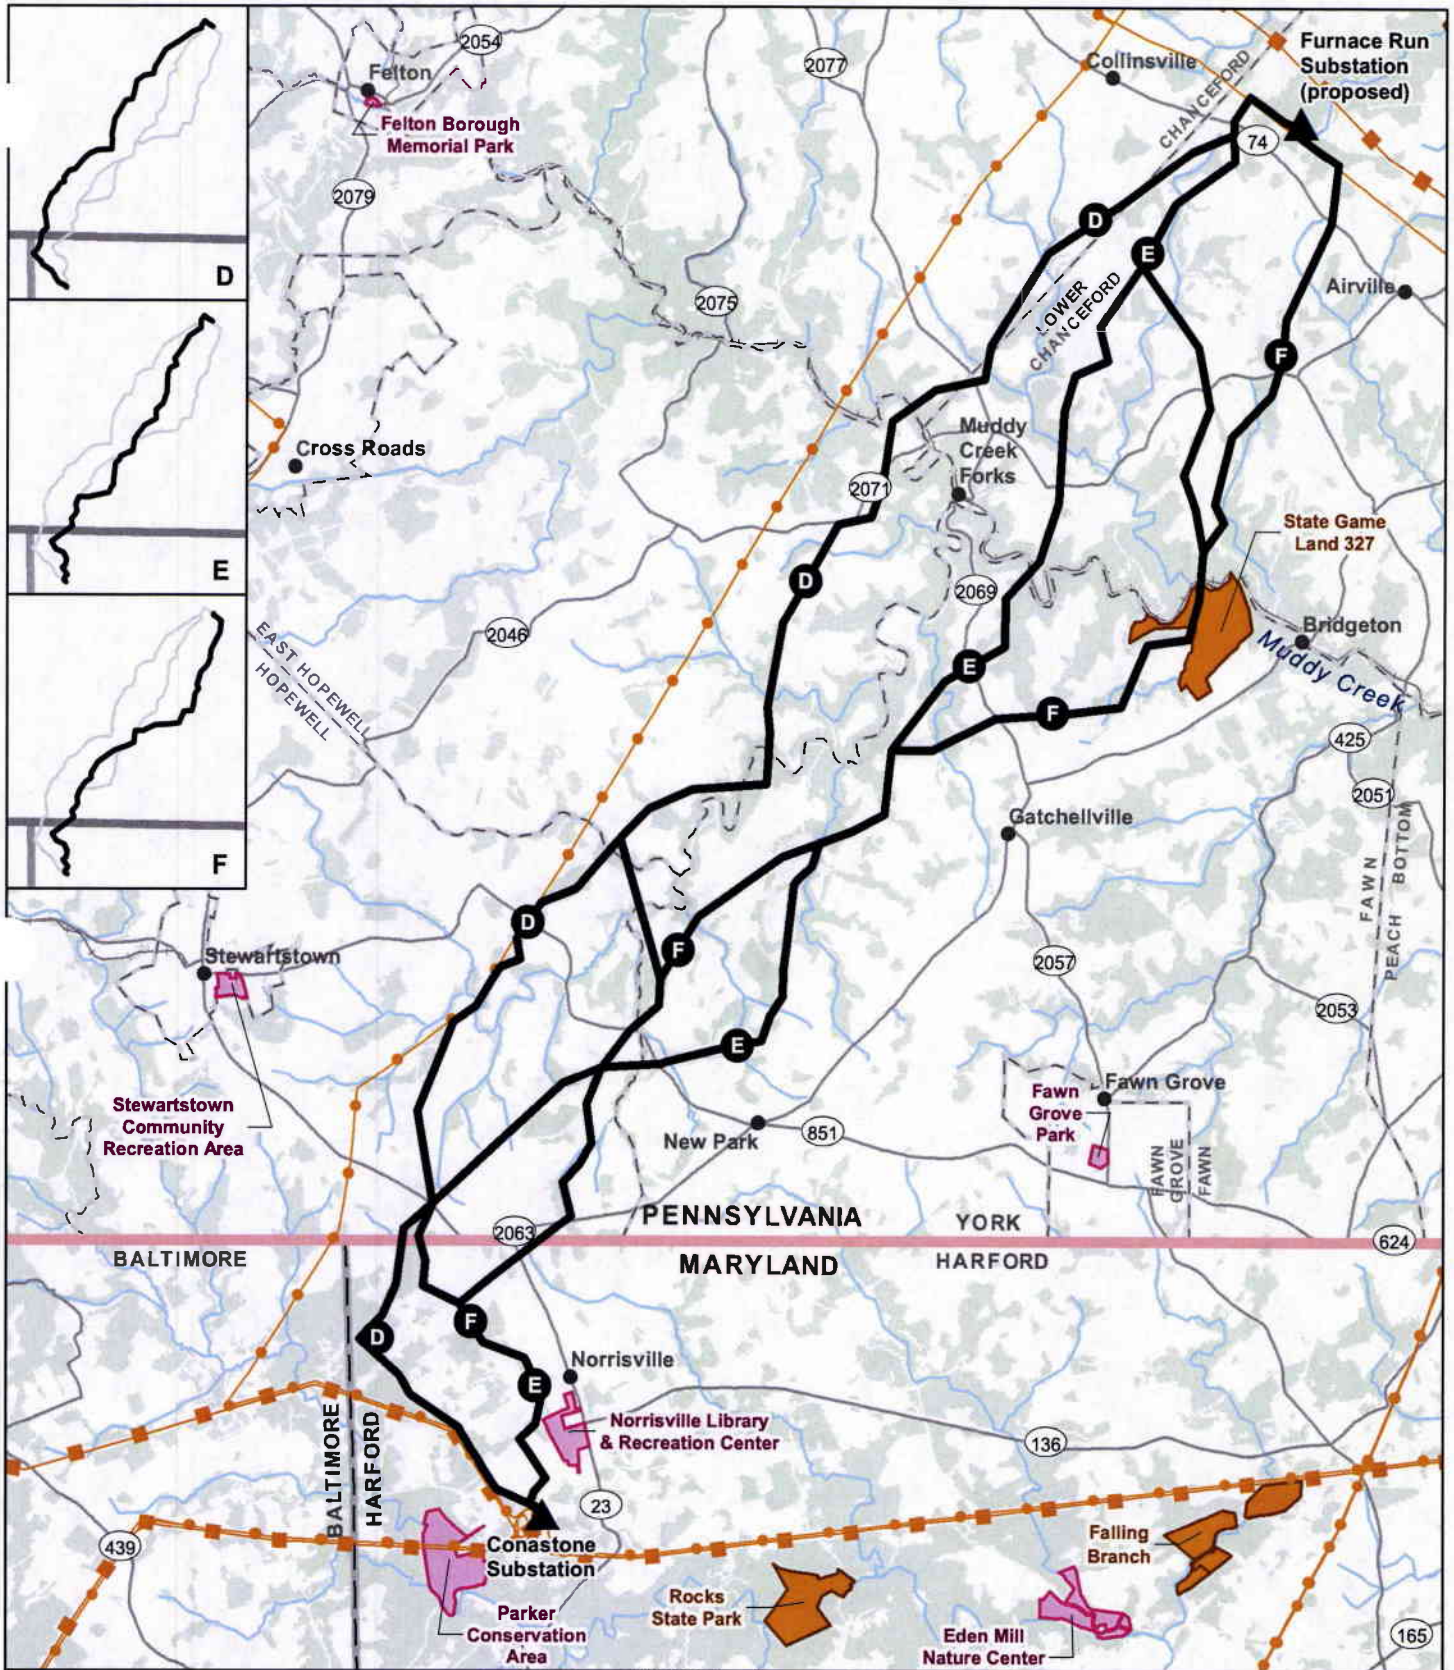 D
E
F
2054
Felton
Felton Borough
Memorial Park
2079
2077
Collinsville
CHANCEFORD
Furnace Run
Substation
(proposed)
74
D
E
LOWER
CHANCEFORD
Airville
2075
F
Cross Roads
Muddy
Creek
Forks
2071
State Game
Land 327
D
2069
2046
EAST HOPEWELL
HOPEWELL
Bridgeton
Muddy Creek
E
F
425
2051
Gatchellville
FAWN
PEACH BOTTOM
D
F
Stewartstown
2057
2053
E
Stewartstown
Community
Recreation Area
New Park
851
Fawn
Grove
Park
Fawn Grove
FAWN
GROVE
FAWN
2063
PENNSYLVANIA
YORK
624
BALTIMORE
MARYLAND
HARFORD
D
F
Norrisville
E
BALTIMORE
HARFORD
Norrisville Library
& Recreation Center
136
23
439
Conastone
Substation
Falling
Branch
Parker
Conservation
Area
Rocks
State Park
Eden Mill
Nature Center
165